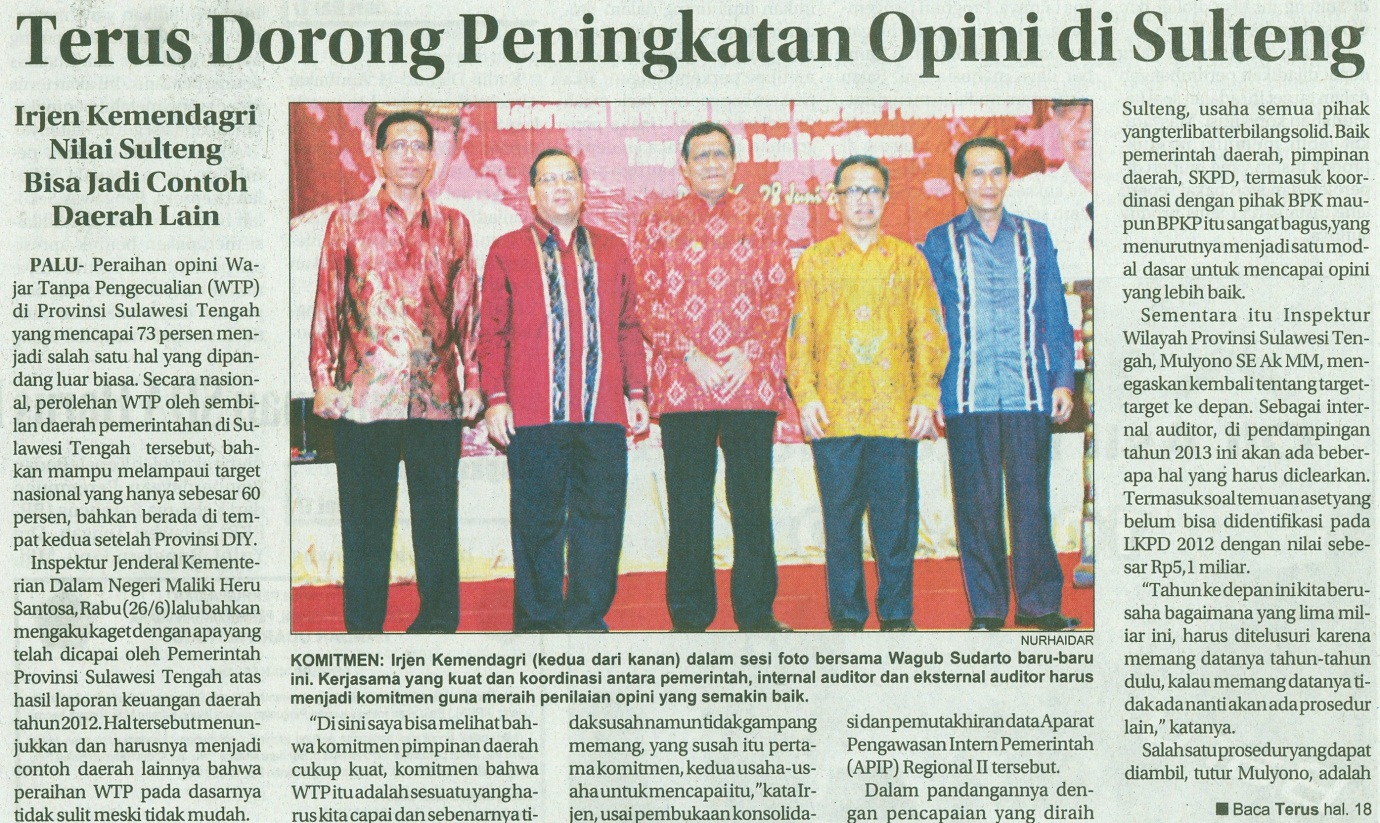 Terus Dorong Peningkatan Opini di Sulteng
Irjen Kemendagri
Nilai Sulteng
Bisa Jadi Contoh
Daerah Lain
PALU- Peraihan opini Wa-
jar Tanpa Pengecualian (WTP)
di Provinsi Sulawesi Tengah
yang mencapai 73 persen men-
jadi salah satu hal yang dipan-
dang luar biasa. Secara nasion-
al, perolehan WTP oleh sembi-
lan daerah pemerintahan di Su-
lawesi Tengah tersebut, bah-
kan mampu melampaui target
nasional yang hanya sebesar 60
persen, bahkan berada di tem-
pat kedua setelah Provinsi DIY.
Inspektur Jenderal Kemente-
rian Dalam Negeri Maliki Heru
Santosa, Rabu (26/6) lalu bahkan
mengaku kaget dengan apa yang
telah dicapai oleh Pemerintah
Provinsi Sulawesi Tengah atas
hasil laporan keuangan daerah
tahun 2012. Hal tersebut menun-
jukkan dan harusnya menjadi
contoh daerah lainnya bahwa
peraihan WTP pada dasarnya
tidak sulit meski tidak mudah.
28 Juni
NURHAIDAR
KOMITMEN: Irjen Kemendagri (kedua dari kanan) dalam sesi foto bersama Wagub Sudarto baru-baru
ini. Kerjasama yang kuat dan koordinasi antara pemerintah, internal auditor dan eksternal auditor harus
menjadi komitmen guna meraih penilaian opini yang semakin baik.
"Di sini saya bisa melihat bah-
wa komitmen pimpinan daerah
cukup kuat, komitmen bahwa
WTP itu adalah sesuatu yang ha-
rus kita capai dan sebenarnya ti-
dak susah namun tidak gampang
memang, yang susah itu perta-
ma komitmen, kedua usaha-us-
aha untuk mencapai itu," kata Ir-
jen, usai pembukaan konsolida-
si dan pemutakhiran data Aparat
Pengawasan Intern Pemerintah
(APIP) Regional II tersebut.
Dalam pandangannya den-
gan pencapaian yang diraih
Sulteng, usaha semua pihak
yang terlibat terbilang solid. Baik
pemerintah daerah, pimpinan
daerah, SKPD, termasuk koor-
dinasi dengan pihak BPK mau-
pun BPKP itu sangat bagus, yang
menurutnya menjadi satu mod-
al dasar untuk mencapai opini
yang lebih baik.
Sementara itu Inspektur
Wilayah Provinsi Sulawesi Ten-
gah, Mulyono SE Ak MM, men-
egaskan kembali tentang target-
target ke depan. Sebagai inter-
nal auditor, di pendampingan
tahun 2013 ini akan ada beber-
apa hal yang harus diclearkan.
Termasuk soal temuan aset yang
belum bisa didentifikasi pada
LKPD 2012 dengan nilai sebe-
sar Rp5,1 miliar.
"Tahun ke depan ini kita beru-
saha bagaimana yang lima mil-
iar ini, harus ditelusuri karena
memang datanya tahun-tahun
dulu, kalau memang datanya ti-
dak ada nanti akan ada prosedur
lain," katanya.
Salah satu prosedur yang dapat
diambil, tutur Mulyono, adalah
■ Baca Terus hal. 18